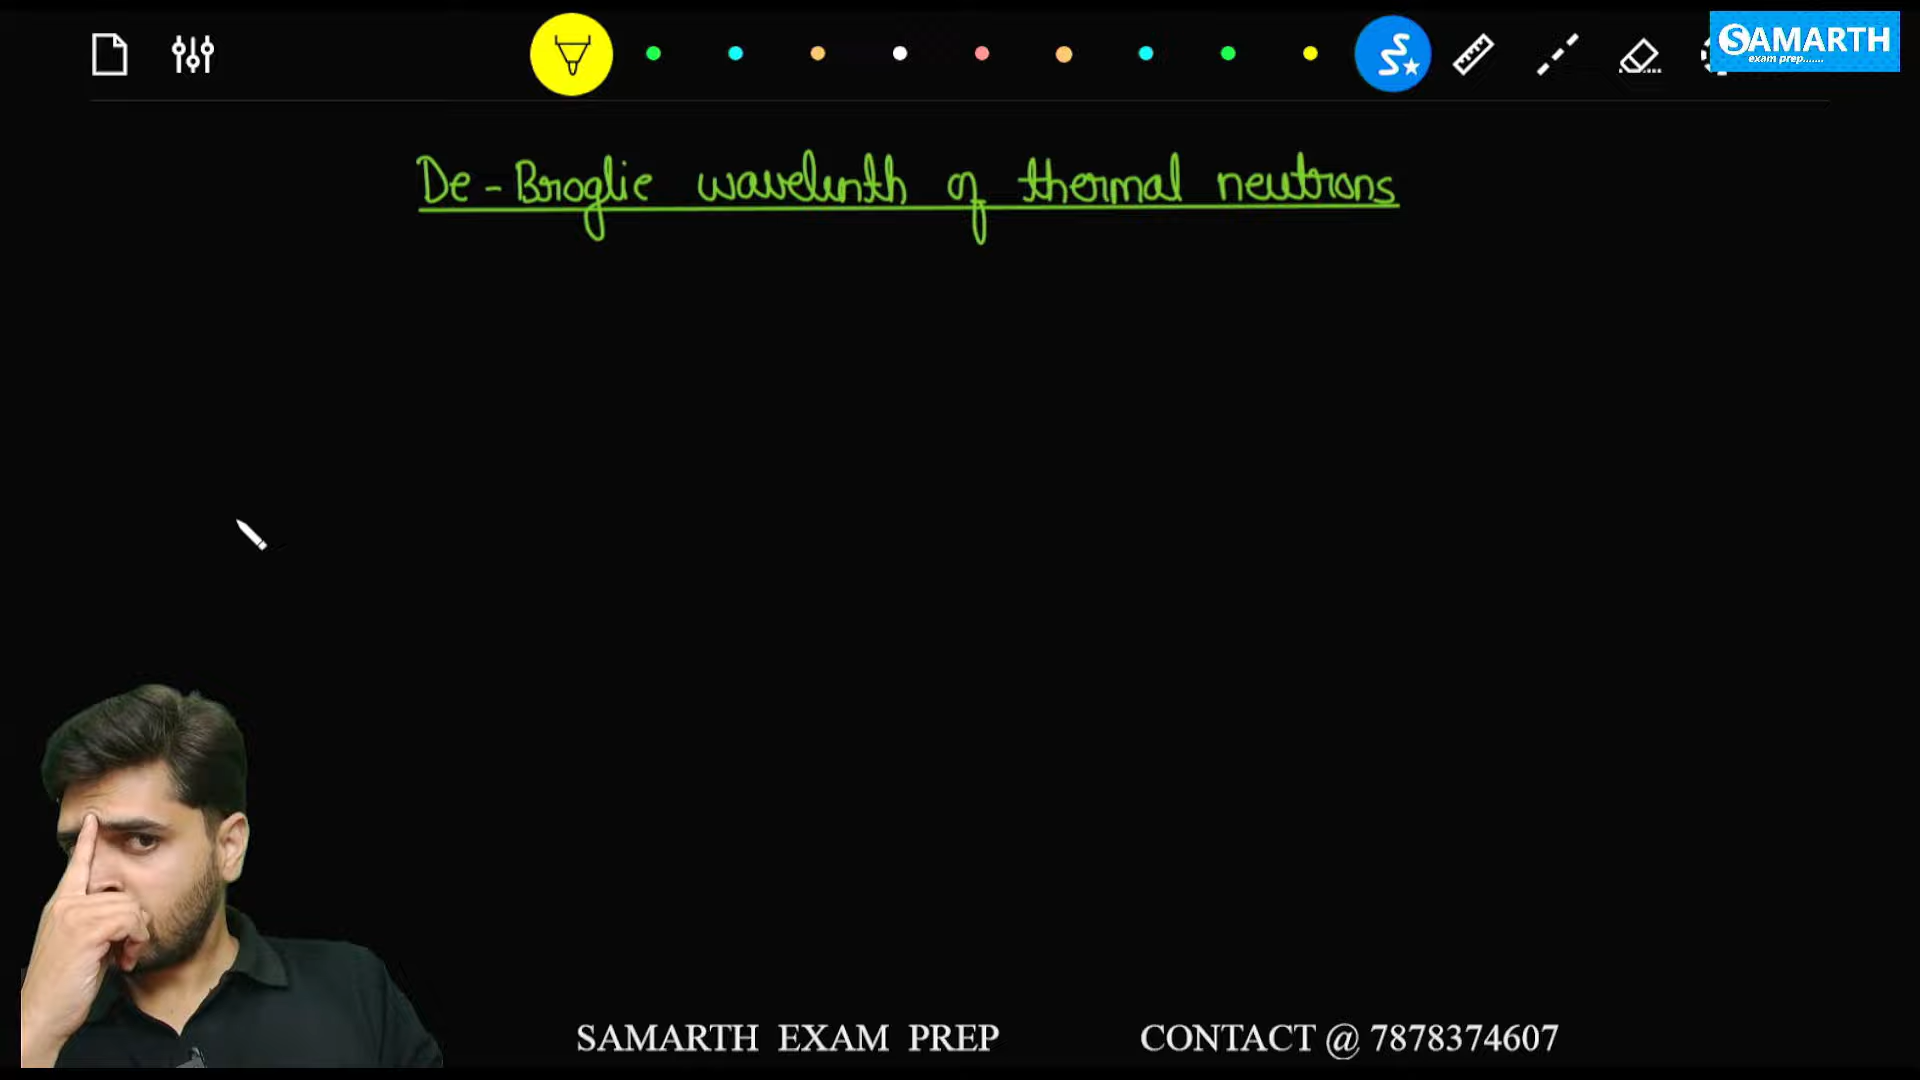 SAMARTH
exam prep.......
De-Broglie wavelenth of thermal neutrons
SAMARTH EXAM PREP CONTACT @ 7878374607